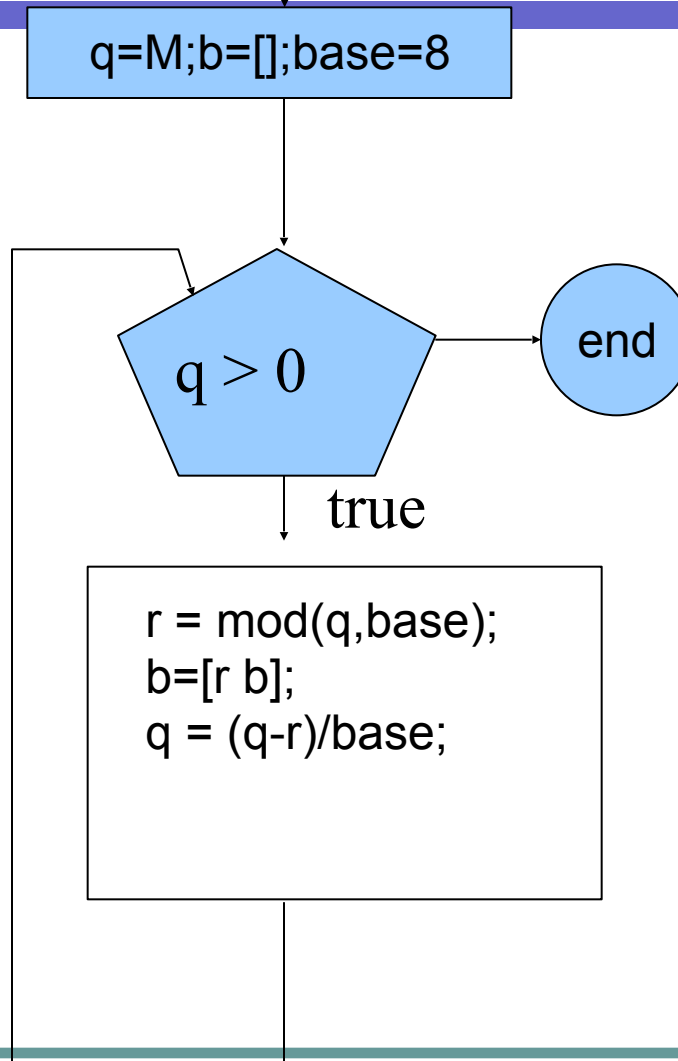 q=M;b=[];base=8
q > 0
end
true
r = mod(q,base);
b=[r b];
q = (q-r)/base;